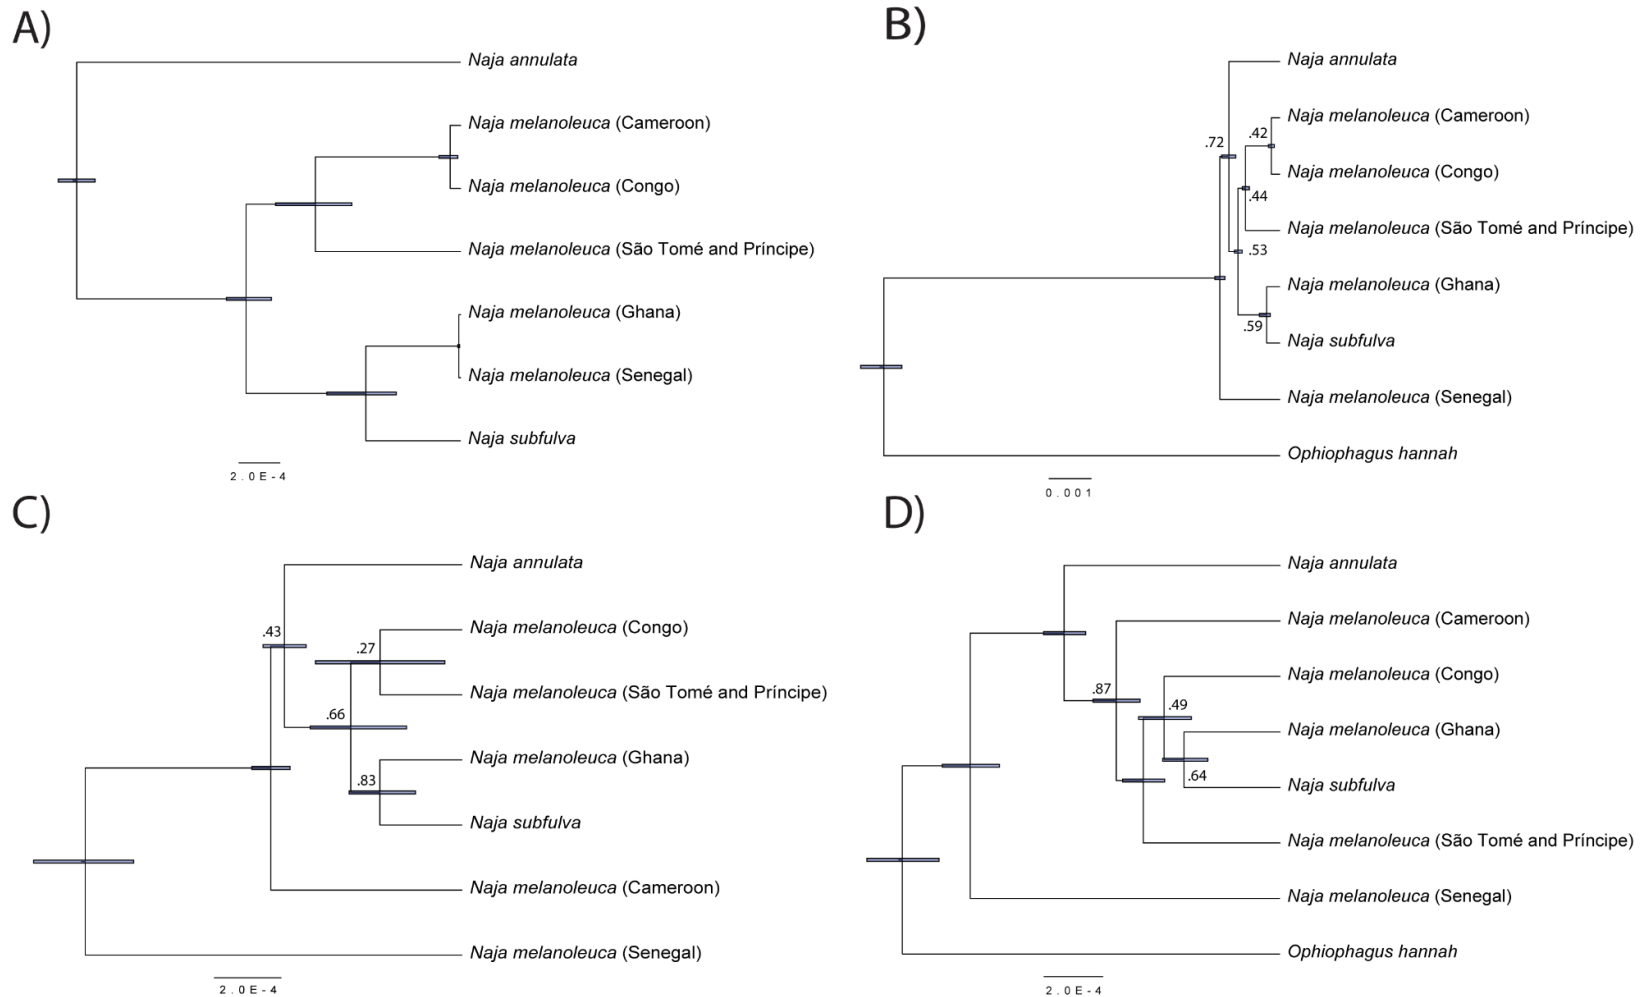 A)
Naja annulata
Naja melanoleuca (Cameroon)
Naja melanoleuca (Congo)
Naja melanoleuca (São Tomé and Príncipe)
Naja melanoleuca (Ghana)
Naja melanoleuca (Senegal)
Naja subfulva
2.0E-4
B)
Naja annulata
Naja melanoleuca (Cameroon)
.42
.72
Naja melanoleuca (Congo)
.44
Naja melanoleuca (São Tomé and Príncipe)
.53
Naja melanoleuca (Ghana)
.59
Naja subfulva
Naja melanoleuca (Senegal)
Ophiophagus hannah
0.001
C)
Naja annulata
.43
Naja melanoleuca (Congo)
.27
Naja melanoleuca (São Tomé and Príncipe)
.66
Naja melanoleuca (Ghana)
.83
Naja subfulva
Naja melanoleuca (Cameroon)
Naja melanoleuca (Senegal)
2.0E-4
D)
Naja annulata
Naja melanoleuca (Cameroon)
Naja melanoleuca (Congo)
.87
.49
Naja melanoleuca (Ghana)
.64
Naja subfulva
Naja melanoleuca (São Tomé and Príncipe)
Naja melanoleuca (Senegal)
Ophiophagus hannah
2.0E-4